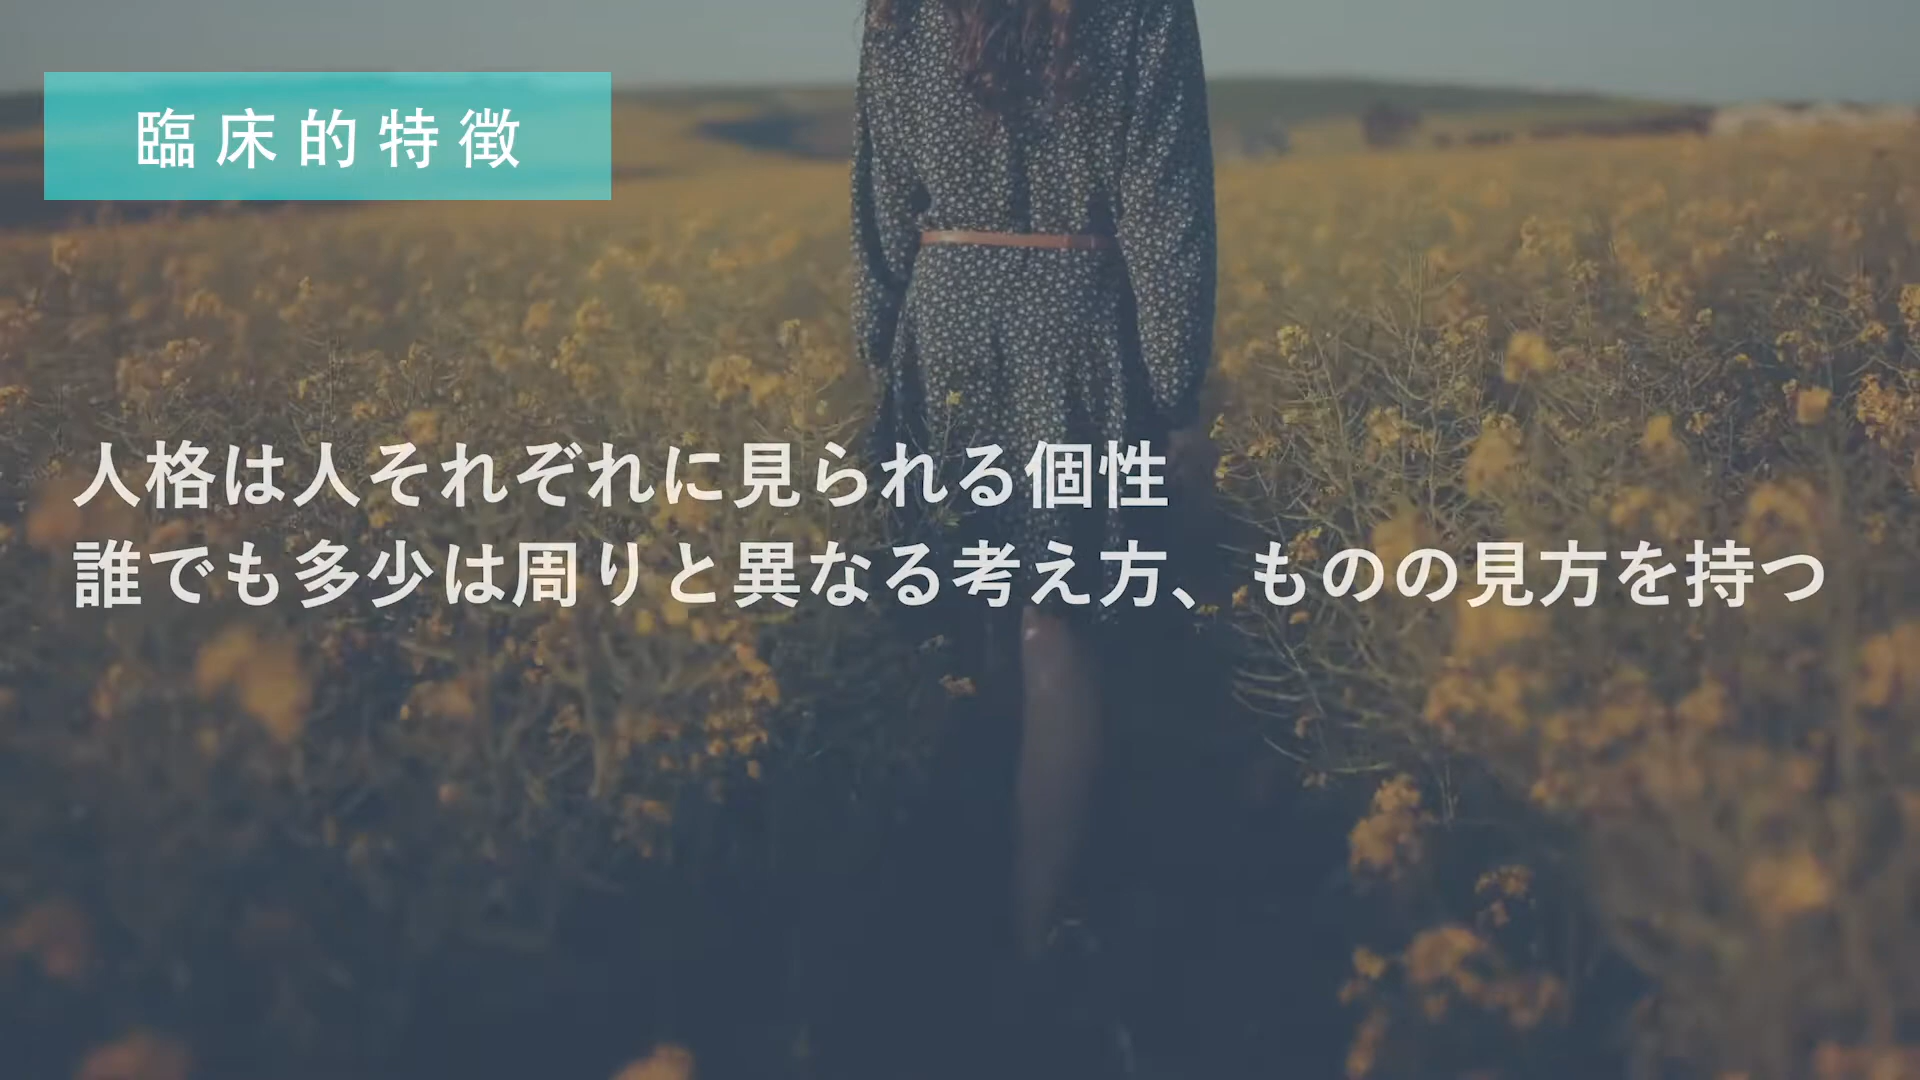 臨床的特徴
人格は人それぞれに見られる個性
誰でも多少は周りと異なる考え方、ものの見方を持つ